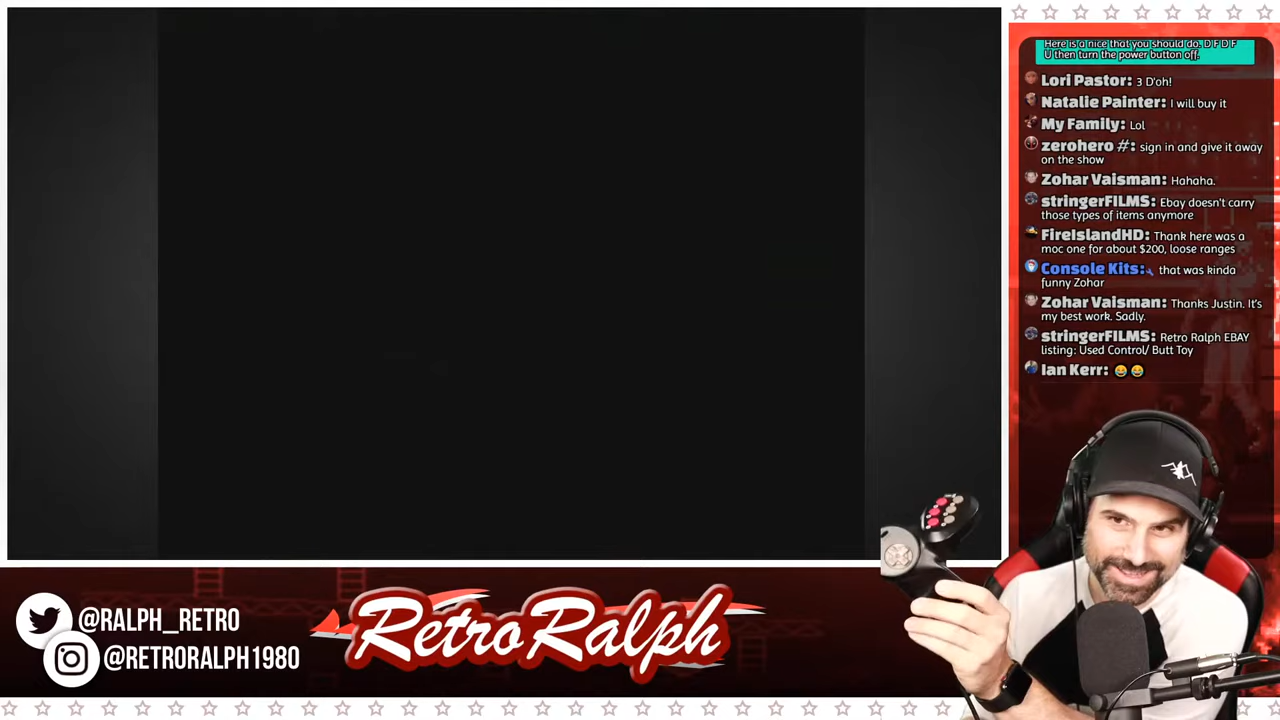 Here is a nice that you should do. D F D F
U then turn the power button off.
Lori Pastor: 3 D'oh!
Natalie Painter: I will buy it
My Family: Lol
zerohero #: sign in and give it away
on the show
Zohar Vaisman: Hahaha.
stringerFILMS: Ebay doesn't carry
those types of items anymore
FireIslandHD: Thank here was a
moc one for about $200, loose ranges
Console Kits: that was kinda
funny Zohar
Zohar Vaisman: Thanks Justin. It's
my best work. Sadly.
stringerFILMS: Retro Ralph EBAY
listing: Used Control/ Butt Toy
Ian Kerr: 😂😂
@RALPH_RETRO
@RETRORALPH1980
RetroRalph